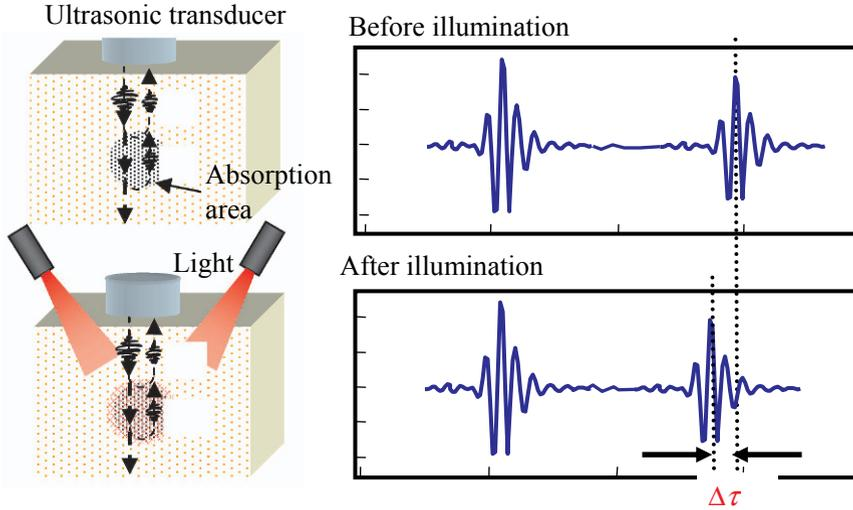 Ultrasonic transducer
Before illumination
Absorption
area
Light
After illumination
Δτ